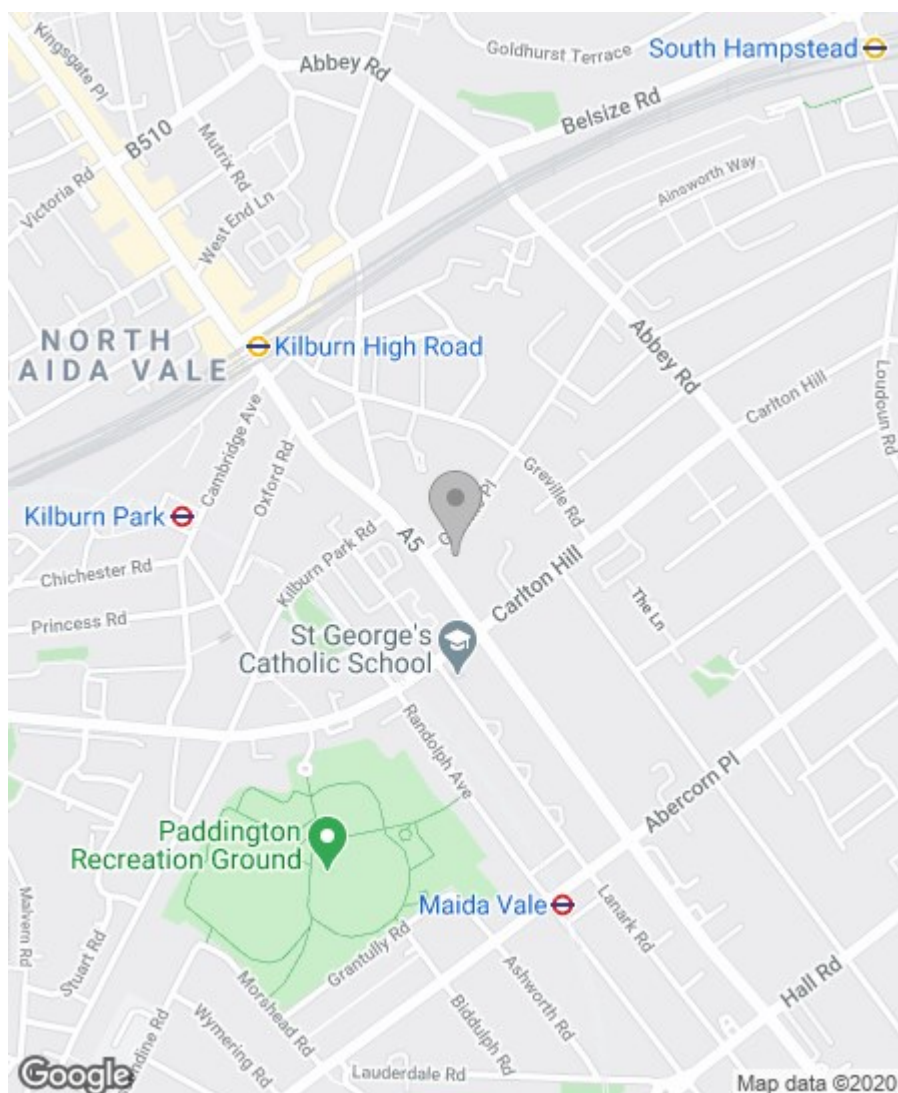 Kingsgate Pl
Goldhurst Terrace
South Hampstead
Abbey Rd
Belsize Rd
B510
Mutrix Rd
Victoria Rd
West End Ln
Ainsworth Way
NORTH
AIDA VALE
Kilburn High Road
Abbey Rd
Carlton Hill
Loudoun Rd
Cambridge Ave
Oxford Rd
Greville Rd
Kilburn Park
A5
Kilburn Park Rd
Chichester Rd
Carlton Hill
The Ln
Princess Rd
St George's
Catholic School
Randolph Ave
Abercorn Pl
Paddington
Recreation Ground
Maida Vale
Lanark Rd
Malvern Rd
Stuart Rd
Grantully Rd
Ashworth Rd
Hall Rd
Morshead Rd
Biddulph Rd
Wymering Rd
andine Rd
Lauderdale Rd
Google
Map data ©2020